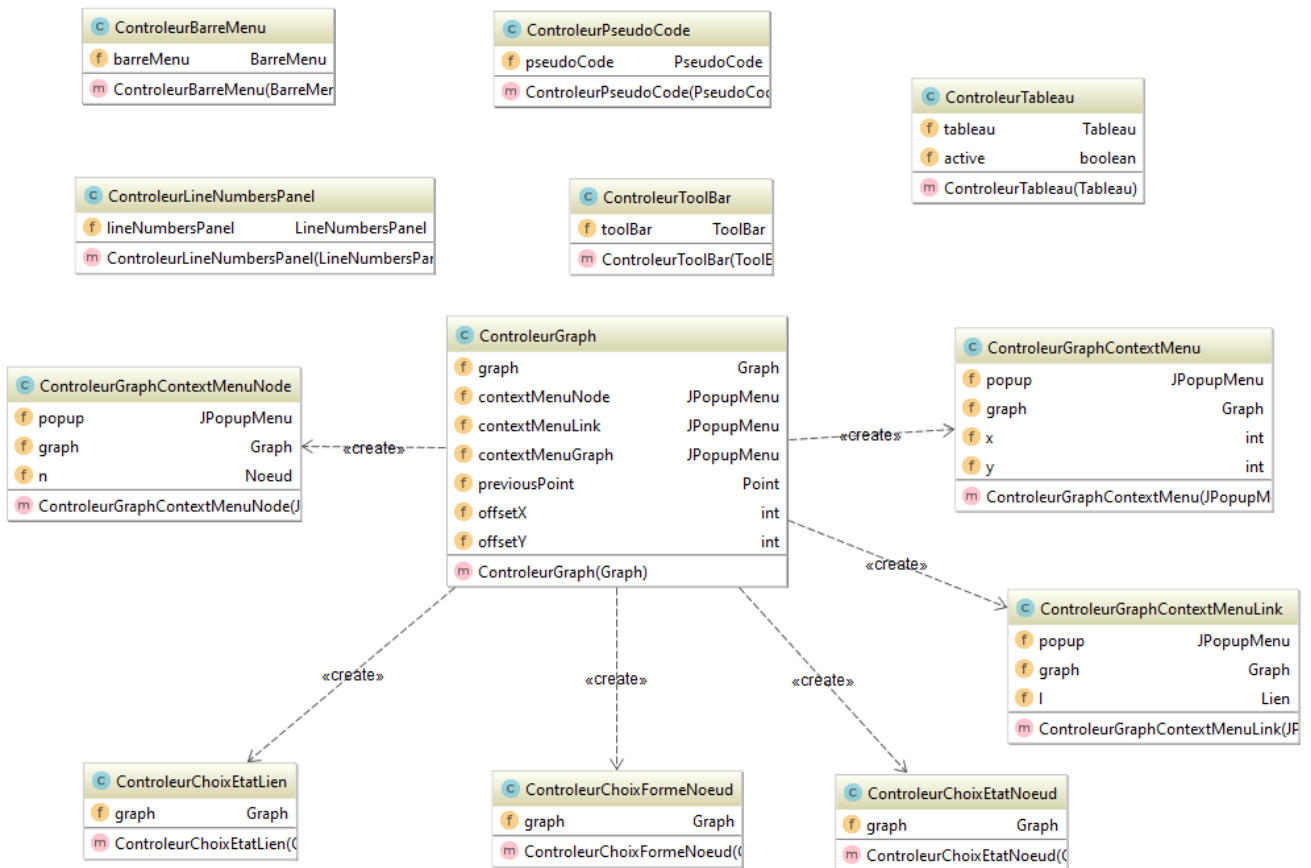 ControleurBarreMenu
barreMenu BarreMenu
ControleurBarreMenu(BarreMer
ControleurPseudoCode
pseudoCode PseudoCode
ControleurPseudoCode(PseudoCo
ControleurTableau
tableau Tableau
active boolean
ControleurTableau(Tableau)
ControleurLineNumbersPanel
lineNumbersPanel LineNumbersPanel
ControleurLineNumbersPanel(LineNumbersPar
ControleurToolBar
toolBar ToolBar
ControleurToolBar(ToolB
ControleurGraph
graph Graph
contextMenuNode JPopupMenu
contextMenuLink JPopupMenu
contextMenuGraph JPopupMenu
previousPoint Point
offsetX int
offsetY int
ControleurGraph(Graph)
ControleurGraphContextMenuNode
popup JPopupMenu
graph Graph
n Noeud
ControleurGraphContextMenuNode(J
«create»
«create»
ControleurGraphContextMenu
popup JPopupMenu
graph Graph
x int
y int
ControleurGraphContextMenu(JPopupM
«create»
ControleurGraphContextMenuLink
popup JPopupMenu
graph Graph
l Lien
ControleurGraphContextMenuLink(JP
«create»
«create»
«create»
ControleurChoixEtatLien
graph Graph
ControleurChoixEtatLien(
ControleurChoixFormeNoeud
graph Graph
ControleurChoixFormeNoeud(
ControleurChoixEtatNoeud
graph Graph
ControleurChoixEtatNoeud(